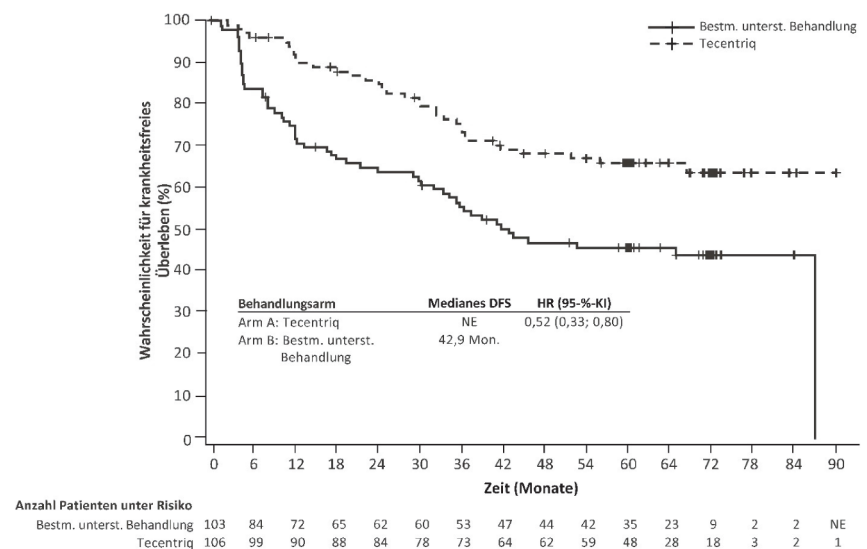 Bestm. unterst. Behandlung
Tecentriq
Wahrscheinlichkeit für krankheitsfreies
Überleben (%)
100
90
80
70
60
50
40
30
20
10
0
Behandlungsarm Medianes DFS HR (95-%-KI)
Arm A: Tecentriq NE 0,52 (0,33; 0,80)
Arm B: Bestm. unterst. 42,9 Mon.
Behandlung
0 6 12 18 24 30 36 42 48 54 60 66 72 78 84 90
Zeit (Monate)
Anzahl Patienten unter Risiko
Bestm. unterst. Behandlung 103 84 72 65 62 60 53 47 44 42 35 23 9 2 2 NE
Tecentriq 106 99 90 88 84 78 73 64 62 59 48 28 18 3 2 1